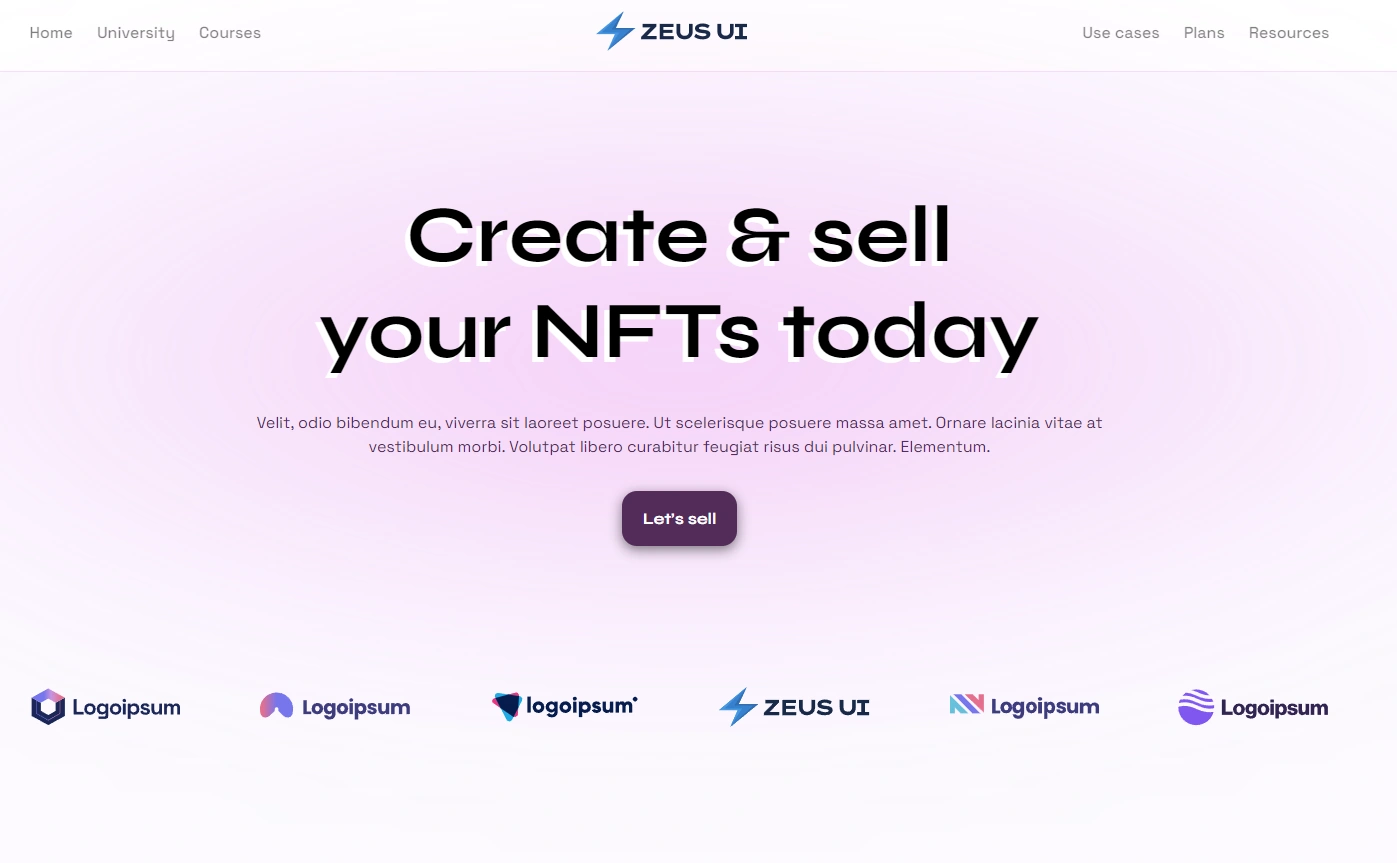 Home University Courses ZEUS UI Use cases Plans Resources
Create & sell
your NFTs today
Velit, odio bibendum eu, viverra sit laoreet posuere. Ut scelerisque posuere massa amet. Ornare lacinia vitae at
vestibulum morbi. Volutpat libero curabitur feugiat risus dui pulvinar. Elementum.
Let's sell
Logoipsum Logoipsum logoipsum ZEUS UI Logoipsum Logoipsum